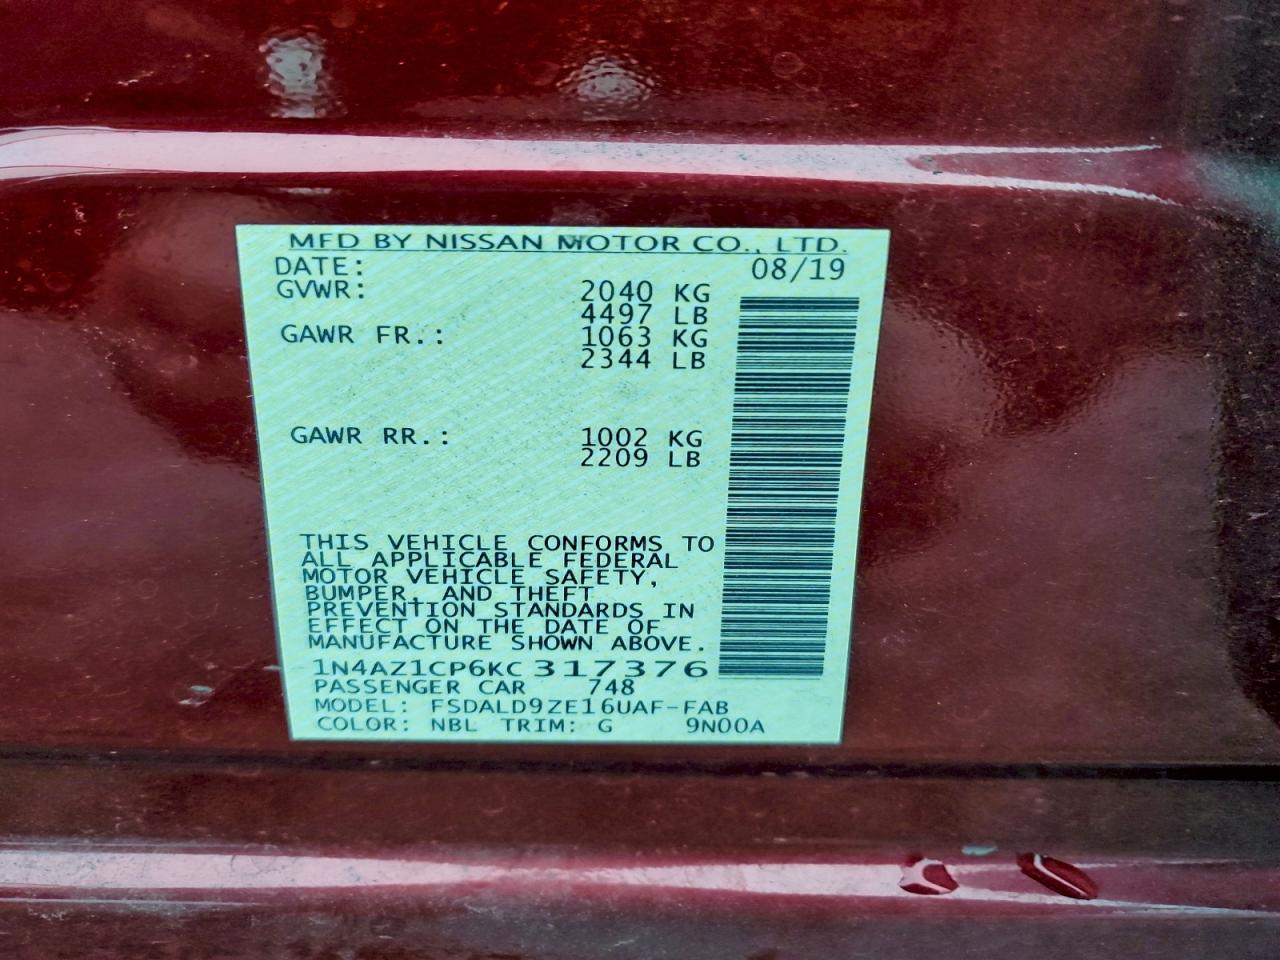 MFD BY NISSAN MOTOR CO., LTD.
DATE: 08/19
GVWR: 2040 KG
4497 LB
GAWR FR.: 1063 KG
2344 LB
GAWR RR.: 1002 KG
2209 LB
THIS VEHICLE CONFORMS TO
ALL APPLICABLE FEDERAL
MOTOR VEHICLE SAFETY,
BUMPER, AND THEFT
PREVENTION STANDARDS IN
EFFECT ON THE DATE OF
MANUFACTURE SHOWN ABOVE.
1N4AZ1CP6KC317376
PASSENGER CAR 748
MODEL: FSDALD9ZE16UAF-FAB
COLOR: NBL TRIM: G 9N00A